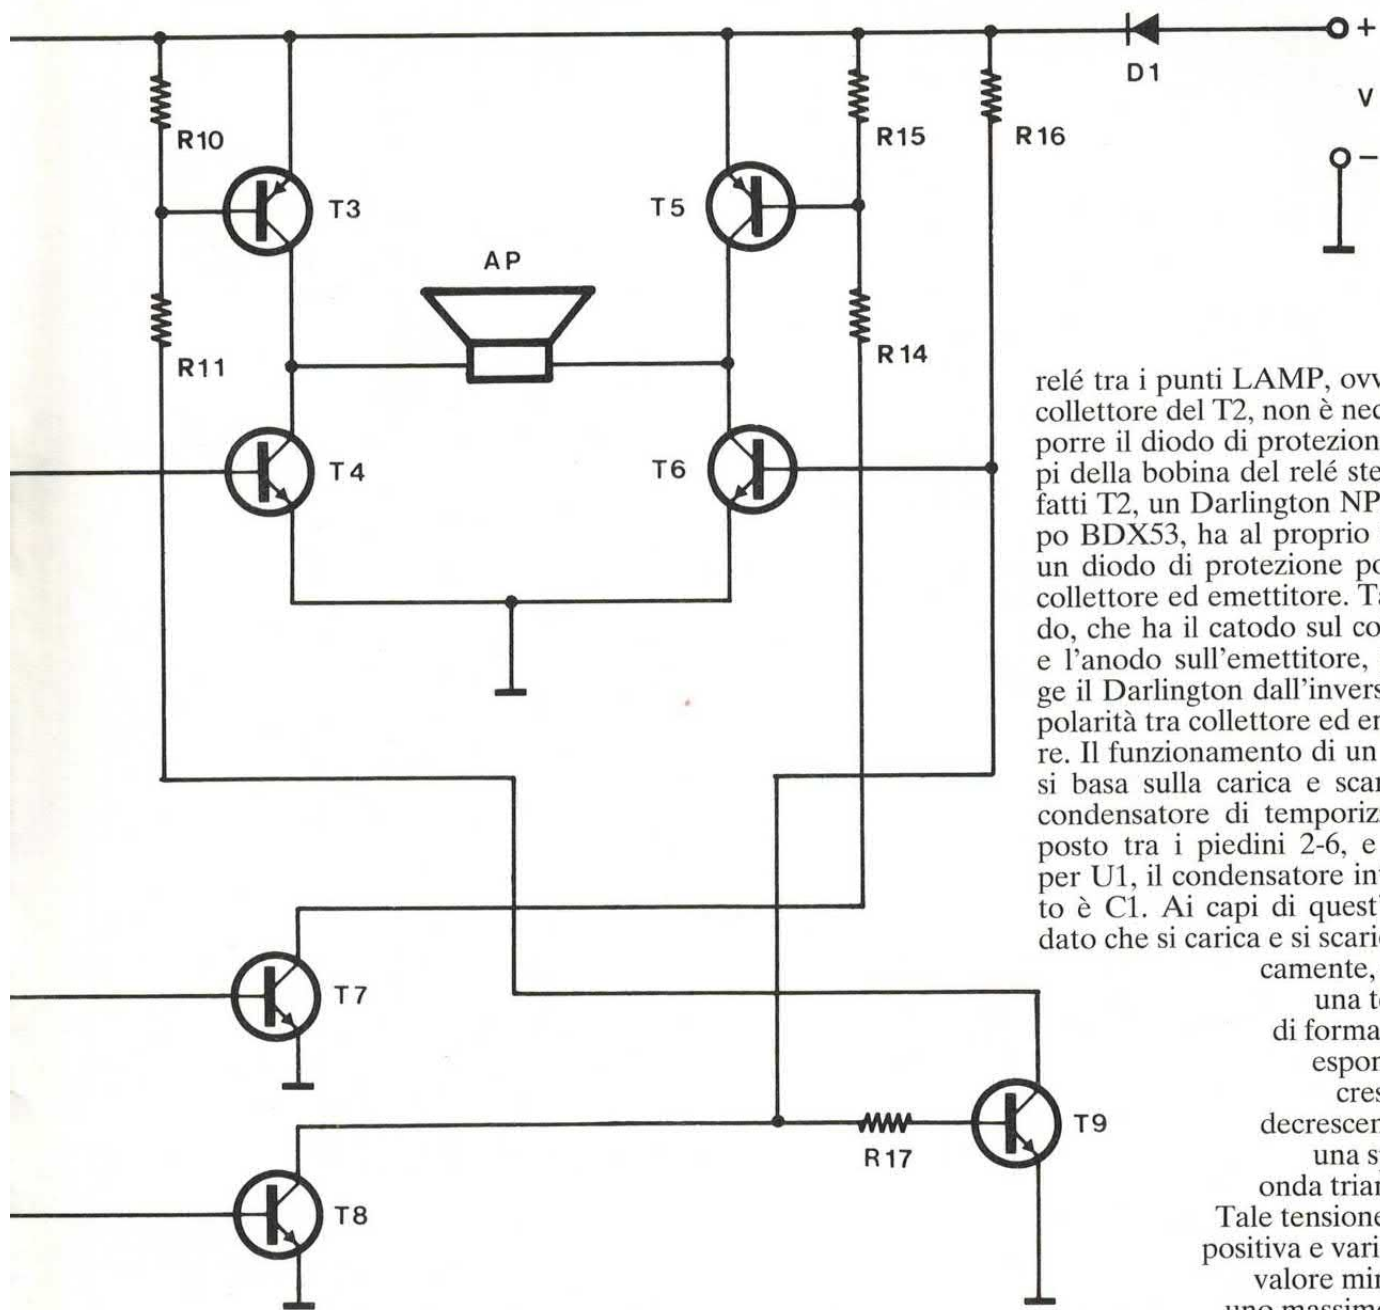 +
D1
V
R10
R15
R16
−
T3
T5
AP
R11
R14
T4
T6
relé tra i punti LAMP, ovv
collettore del T2, non è nec
porre il diodo di protezion
pi della bobina del relé ste
fatti T2, un Darlington NP
po BDX53, ha al proprio
un diodo di protezione po
collettore ed emettitore. Ta
do, che ha il catodo sul co
e l'anodo sull'emettitore,
ge il Darlington dall'invers
polarità tra collettore ed en
re. Il funzionamento di un
si basa sulla carica e scar
condensatore di temporiz
posto tra i piedini 2-6, e
per U1, il condensatore in
to è C1. Ai capi di quest'
dato che si carica e si scaric
camente,
una te
di forma
espon
cres
decrescen
una s
onda trian
Tale tensione
positiva e vari
valore min
uno massimo
T7
T9
R17
T8